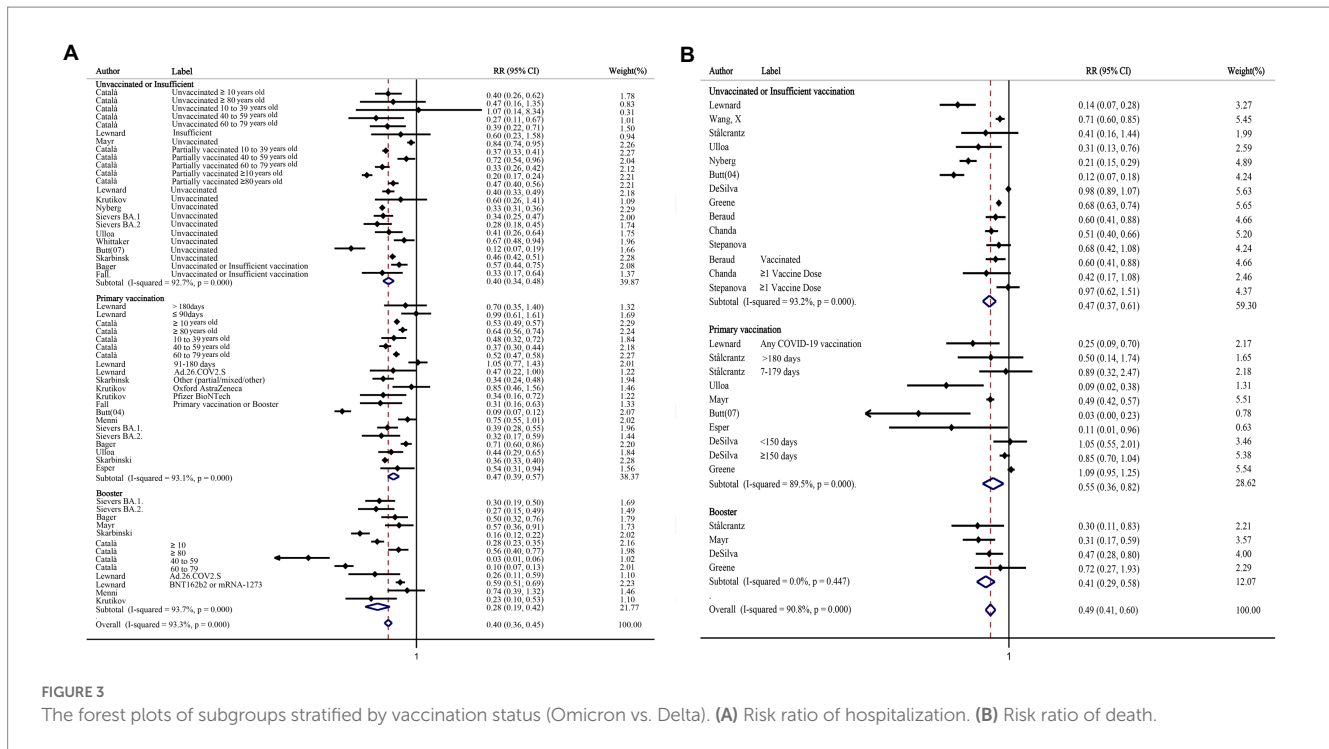 A
Author Label RR (95% CI) Weight(%)
Unvaccinated or Insufficient
Català Unvaccinated ≥ 10 years old 0.40 (0.26, 0.62) 1.78
Català Unvaccinated ≥ 80 years old 0.47 (0.16, 1.35) 0.83
Català Unvaccinated 10 to 39 years old 1.07 (0.14, 8.34) 0.31
Català Unvaccinated 40 to 59 years old 0.27 (0.11, 0.67) 1.01
Català Unvaccinated 60 to 79 years old 0.39 (0.22, 0.71) 1.50
Lewnard Insufficient 0.60 (0.23, 1.58) 0.94
Mayr Unvaccinated 0.84 (0.74, 0.95) 2.26
Català Partially vaccinated 10 to 39 years old 0.37 (0.33, 0.41) 2.27
Català Partially vaccinated 40 to 59 years old 0.72 (0.54, 0.96) 2.04
Català Partially vaccinated 60 to 79 years old 0.33 (0.26, 0.42) 2.12
Català Partially vaccinated ≥10 years old 0.20 (0.17, 0.24) 2.21
Català Partially vaccinated ≥80 years old 0.47 (0.40, 0.56) 2.21
Lewnard Unvaccinated 0.40 (0.33, 0.49) 2.18
Krutikov Unvaccinated 0.60 (0.26, 1.41) 1.09
Nyberg Unvaccinated 0.33 (0.31, 0.36) 2.29
Sievers BA.1 Unvaccinated 0.34 (0.25, 0.47) 2.00
Sievers BA.2 Unvaccinated 0.28 (0.18, 0.45) 1.74
Ulloa Unvaccinated 0.41 (0.26, 0.64) 1.75
Whittaker Unvaccinated 0.67 (0.48, 0.94) 1.96
Butt(07) Unvaccinated 0.12 (0.07, 0.19) 1.66
Skarbinsk Unvaccinated 0.46 (0.42, 0.51) 2.28
Bager Unvaccinated or Insufficient vaccination 0.57 (0.44, 0.75) 2.08
Fall. Unvaccinated or Insufficient vaccination 0.33 (0.17, 0.64) 1.37
Subtotal (I-squared = 92.7%, p = 0.000) 0.40 (0.34, 0.48) 39.87
Primary vaccination
Lewnard > 180days 0.70 (0.35, 1.40) 1.32
Lewnard ≤ 90days 0.99 (0.61, 1.61) 1.69
Català ≥ 10 years old 0.53 (0.49, 0.57) 2.29
Català ≥ 80 years old 0.64 (0.56, 0.74) 2.24
Català 10 to 39 years old 0.48 (0.32, 0.72) 1.84
Català 40 to 59 years old 0.37 (0.30, 0.44) 2.18
Català 60 to 79 years old 0.52 (0.47, 0.58) 2.27
Lewnard 91-180 days 1.05 (0.77, 1.43) 2.01
Lewnard Ad.26.COV2.S 0.47 (0.22, 1.00) 1.22
Skarbinsk Other (partial/mixed/other) 0.34 (0.24, 0.48) 1.94
Krutikov Oxford AstraZeneca 0.85 (0.46, 1.56) 1.46
Krutikov Pfizer BioNTech 0.34 (0.16, 0.72) 1.22
Fall Primary vaccination or Booster 0.31 (0.16, 0.63) 1.33
Butt(04) 0.09 (0.07, 0.12) 2.07
Menni 0.75 (0.55, 1.01) 2.02
Sievers BA.1. 0.39 (0.28, 0.55) 1.96
Sievers BA.2. 0.32 (0.17, 0.59) 1.44
Bager 0.71 (0.60, 0.86) 2.20
Ulloa 0.44 (0.29, 0.65) 1.84
Skarbinski 0.36 (0.33, 0.40) 2.28
Esper 0.54 (0.31, 0.94) 1.56
Subtotal (I-squared = 93.1%, p = 0.000) 0.47 (0.39, 0.57) 38.37
Booster
Sievers BA.1. 0.30 (0.19, 0.50) 1.69
Sievers BA.2. 0.27 (0.15, 0.49) 1.49
Bager 0.50 (0.32, 0.76) 1.79
Mayr 0.57 (0.36, 0.91) 1.73
Skarbinski 0.16 (0.12, 0.22) 2.02
Català ≥ 10 0.28 (0.23, 0.35) 2.16
Català ≥ 80 0.56 (0.40, 0.77) 1.98
Català 40 to 59 0.03 (0.01, 0.06) 1.02
Català 60 to 79 0.10 (0.07, 0.13) 2.01
Lewnard Ad.26.COV2.S 0.26 (0.11, 0.59) 1.10
Lewnard BNT162b2 or mRNA-1273 0.59 (0.51, 0.69) 2.23
Menni 0.74 (0.39, 1.32) 1.46
Krutikov 0.23 (0.10, 0.53) 1.10
Subtotal (I-squared = 93.7%, p = 0.000) 0.28 (0.19, 0.42) 21.77
Overall (I-squared = 93.3%, p = 0.000) 0.40 (0.36, 0.45) 100.00
1
B
Author Label RR (95% CI) Weight(%)
Unvaccinated or Insufficient vaccination
Lewnard 0.14 (0.07, 0.28) 3.27
Wang, X 0.71 (0.60, 0.85) 5.45
Stålcrantz 0.41 (0.16, 1.44) 1.99
Ulloa 0.31 (0.13, 0.76) 2.59
Nyberg 0.21 (0.15, 0.29) 4.89
Butt(04) 0.12 (0.07, 0.18) 4.24
DeSilva 0.98 (0.89, 1.07) 5.63
Greene 0.68 (0.63, 0.74) 5.65
Beraud 0.60 (0.41, 0.88) 4.66
Chanda 0.51 (0.40, 0.66) 5.20
Stepanova 0.68 (0.42, 1.08) 4.24
Beraud Vaccinated 0.60 (0.41, 0.88) 4.66
Chanda ≥1 Vaccine Dose 0.42 (0.17, 1.08) 2.46
Stepanova ≥1 Vaccine Dose 0.97 (0.62, 1.51) 4.37
Subtotal (I-squared = 93.2%, p = 0.000). 0.47 (0.37, 0.61) 59.30
Primary vaccination
Lewnard Any COVID-19 vaccination 0.25 (0.09, 0.70) 2.17
Stålcrantz >180 days 0.50 (0.14, 1.74) 1.65
Stålcrantz 7-179 days 0.89 (0.32, 2.47) 2.18
Ulloa 0.09 (0.02, 0.38) 1.31
Mayr 0.49 (0.42, 0.57) 5.51
Butt(07) 0.03 (0.00, 0.23) 0.78
Esper 0.11 (0.01, 0.96) 0.63
DeSilva <150 days 1.05 (0.55, 2.01) 3.46
DeSilva ≥150 days 0.85 (0.70, 1.04) 5.38
Greene 1.09 (0.95, 1.25) 5.54
Subtotal (I-squared = 89.5%, p = 0.000). 0.55 (0.36, 0.82) 28.62
Booster
Stålcrantz 0.30 (0.11, 0.83) 2.21
Mayr 0.31 (0.17, 0.59) 3.57
DeSilva 0.47 (0.28, 0.80) 4.00
Greene 0.72 (0.27, 1.93) 2.29
Subtotal (I-squared = 0.0%, p = 0.447) 0.41 (0.29, 0.58) 12.07
.
Overall (I-squared = 90.8%, p = 0.000) 0.49 (0.41, 0.60) 100.00
1
FIGURE 3
The forest plots of subgroups stratified by vaccination status (Omicron vs. Delta). (A) Risk ratio of hospitalization. (B) Risk ratio of death.